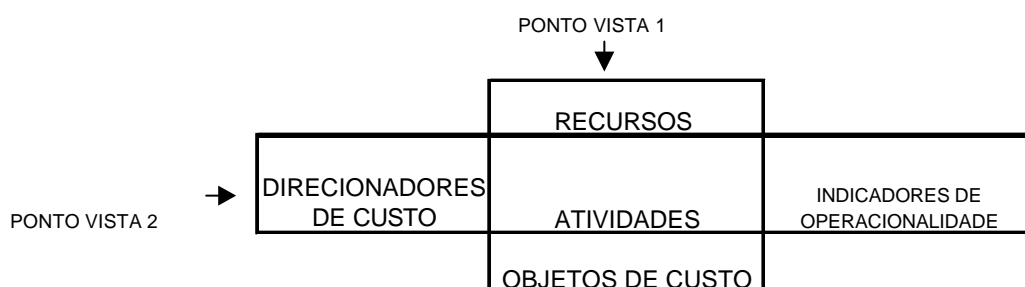 PONTO VISTA 1
RECURSOS
DIRECIONADORES
DE CUSTO
ATIVIDADES
INDICADORES DE
OPERACIONALIDADE
PONTO VISTA 2
OBJETOS DE CUSTO